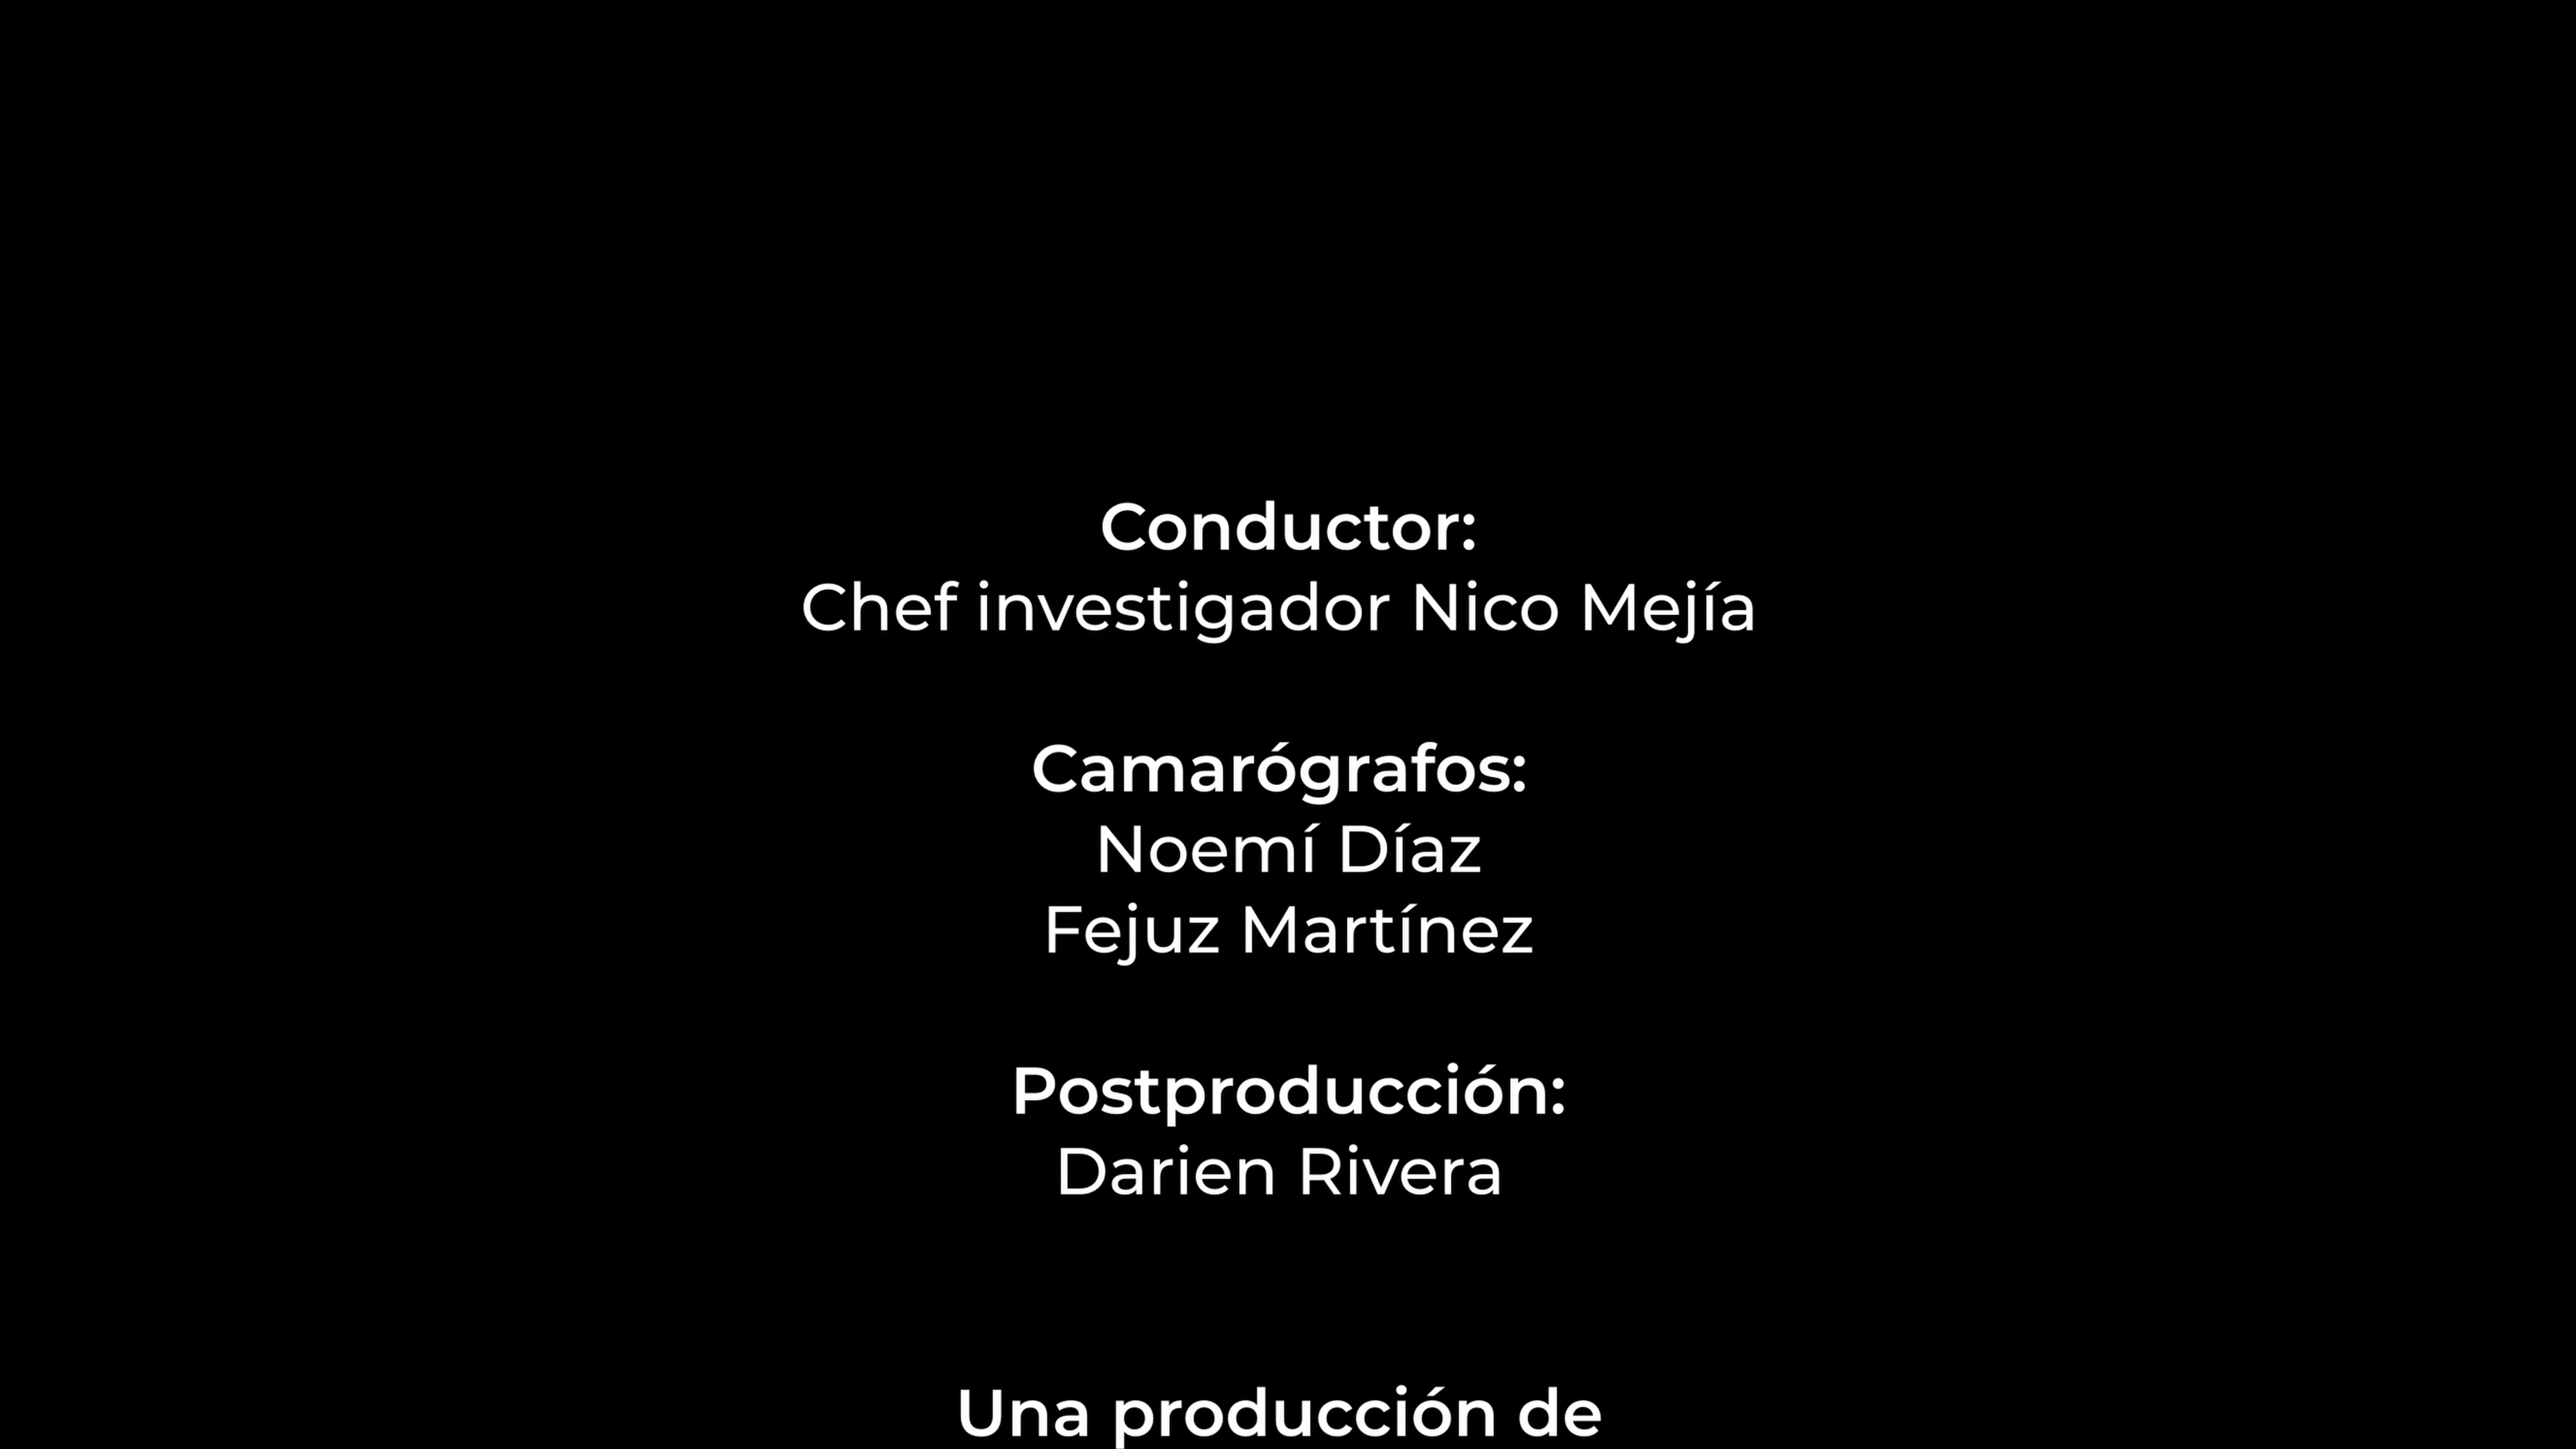 Conductor:
Chef investigador Nico Mejía
Camarógrafos:
Noemí Díaz
Fejuz Martínez
Postproducción:
Darien Rivera
Una producción de